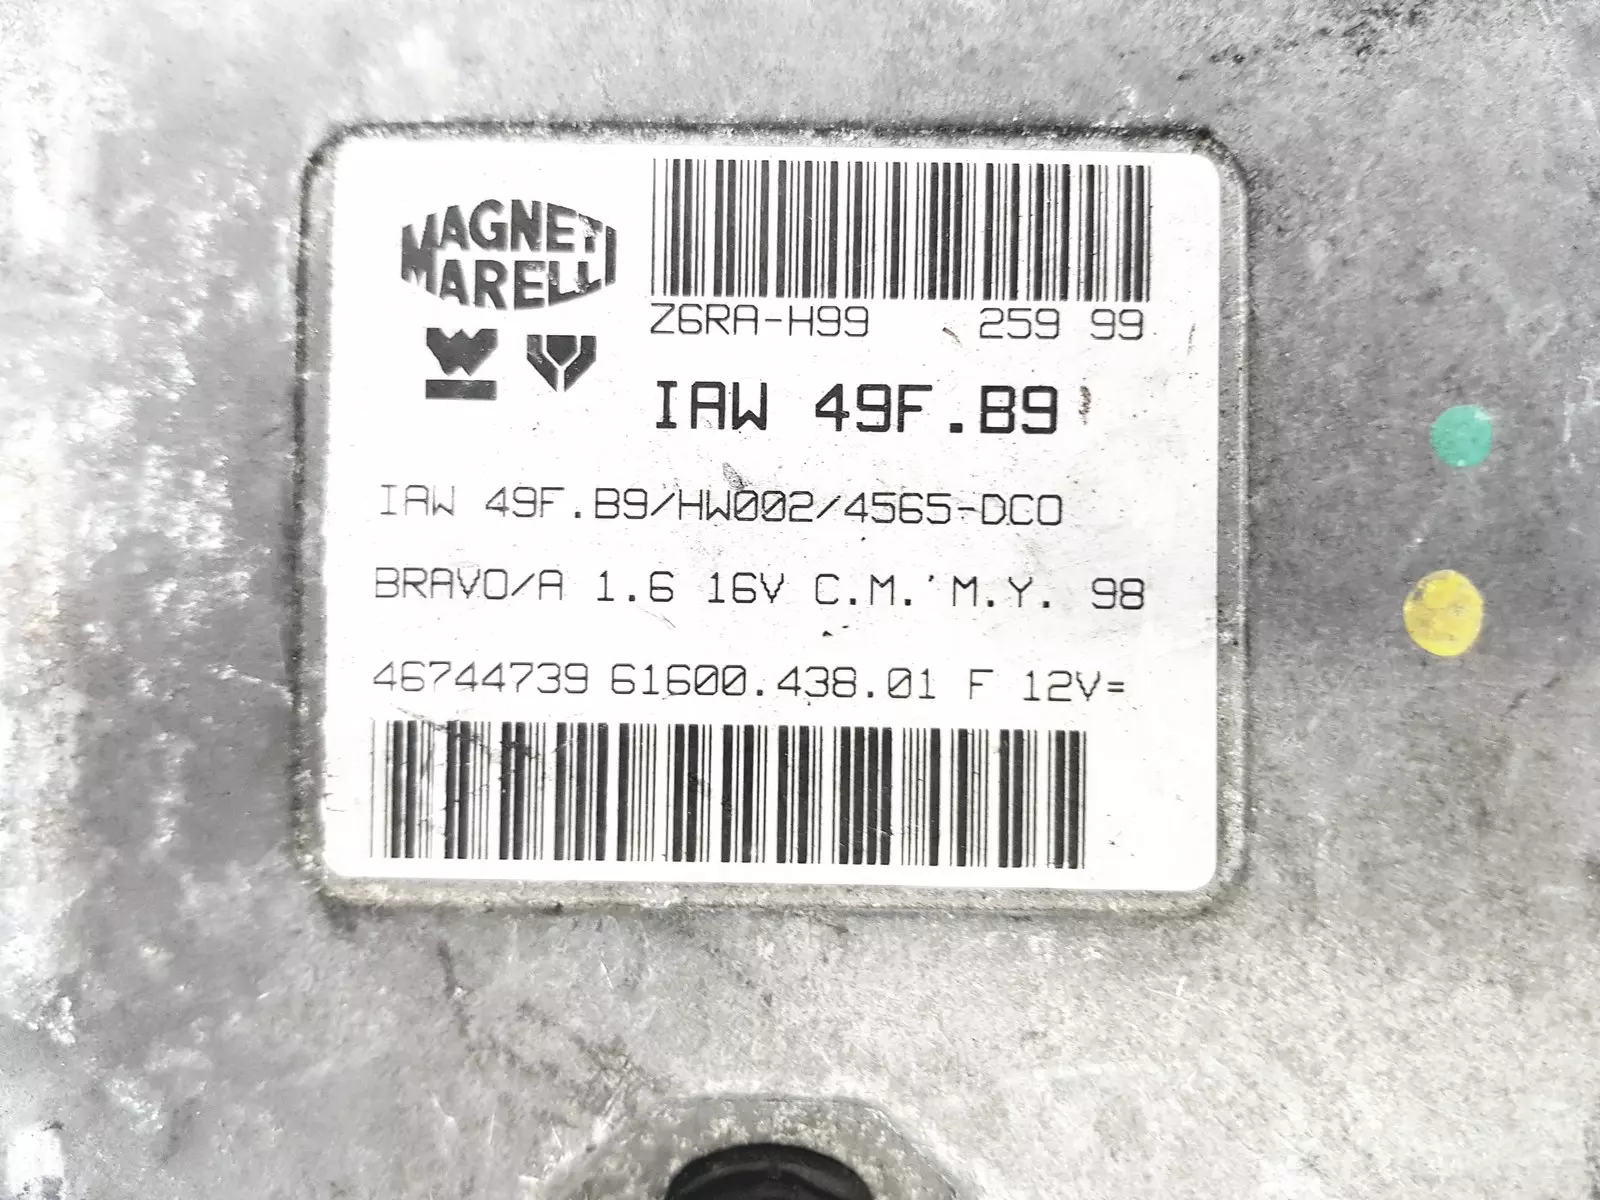 MAGNETI
MARELLI
Z6RA-H99 259 99
IAW 49F.B9
IAW 49F.B9/HW002/4565-DCO
BRAVO/A 1.6 16V C.M. M.Y. 98
46744739 61600.438.01 F 12V=